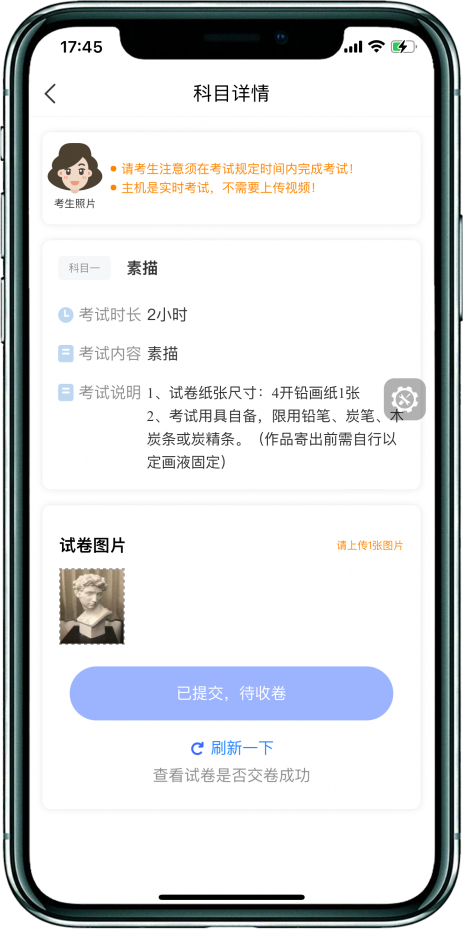 17:45
科目详情
请考生注意须在考试规定时间内完成考试！
主机是实时考试，不需要上传视频！
考生照片
科目一 素描
考试时长 2小时
考试内容 素描
考试说明 1、试卷纸张尺寸：4开铅画纸1张
2、考试用具自备，限用铅笔、炭笔、木
炭条或炭精条。（作品寄出前需自行以
定画液固定）
试卷图片 请上传1张图片
已提交，待收卷
刷新一下
查看试卷是否交卷成功